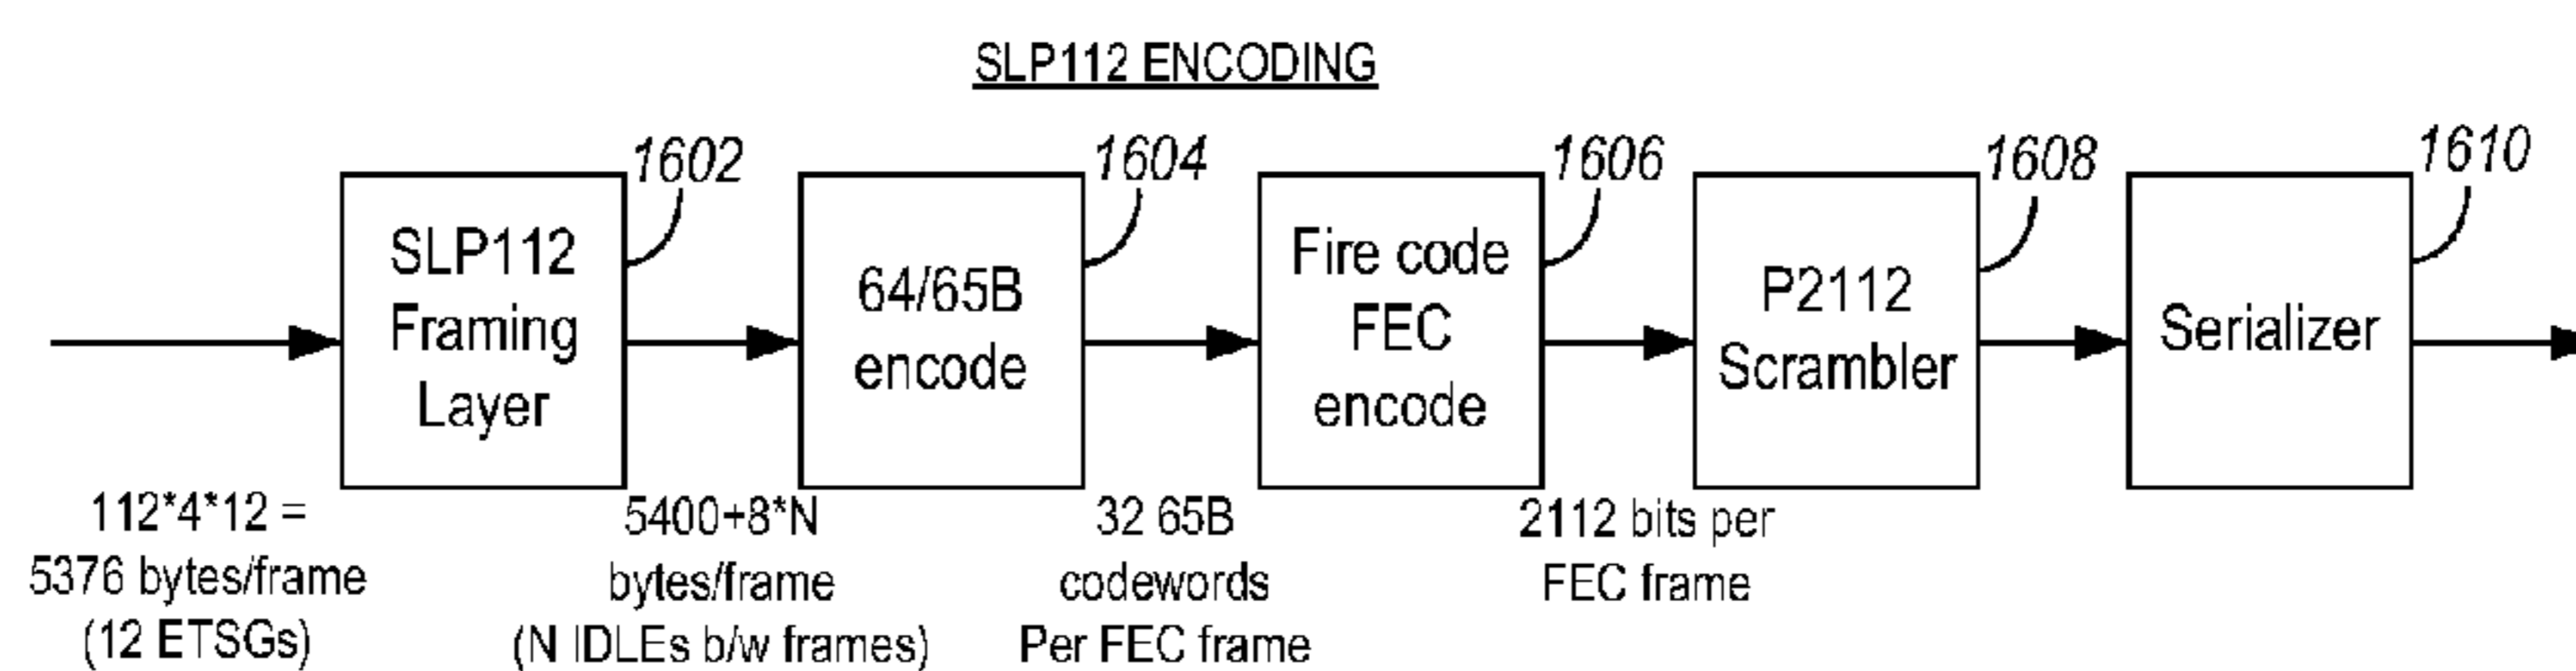 SLP112 ENCODING
1602
1604
1606
1608
1610
SLP112
Framing
Layer
64/65B
encode
Fire code
FEC
encode
P2112
Scrambler
Serializer
112*4*12 =
5376 bytes/frame
(12 ETSGs)
5400+8*N
bytes/frame
(N IDLEs b/w frames)
32 65B
codewords
Per FEC frame
2112 bits per
FEC frame